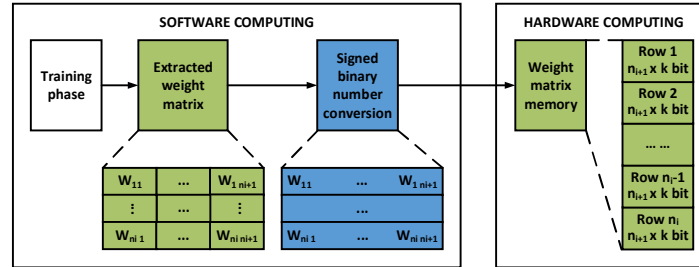 SOFTWARE COMPUTING
Training
phase
Extracted
weight
matrix
Signed
binary
number
conversion
W11 ... W1 ni+1
⋮ ... ⋮
Wni 1 ... Wni ni+1
W11 ... W1 ni+1
...
Wni 1 ... Wni ni+1
HARDWARE COMPUTING
Weight
matrix
memory
Row 1
ni+1 x k bit
Row 2
ni+1 x k bit
... ...
Row ni-1
ni+1 x k bit
Row ni
ni+1 x k bit